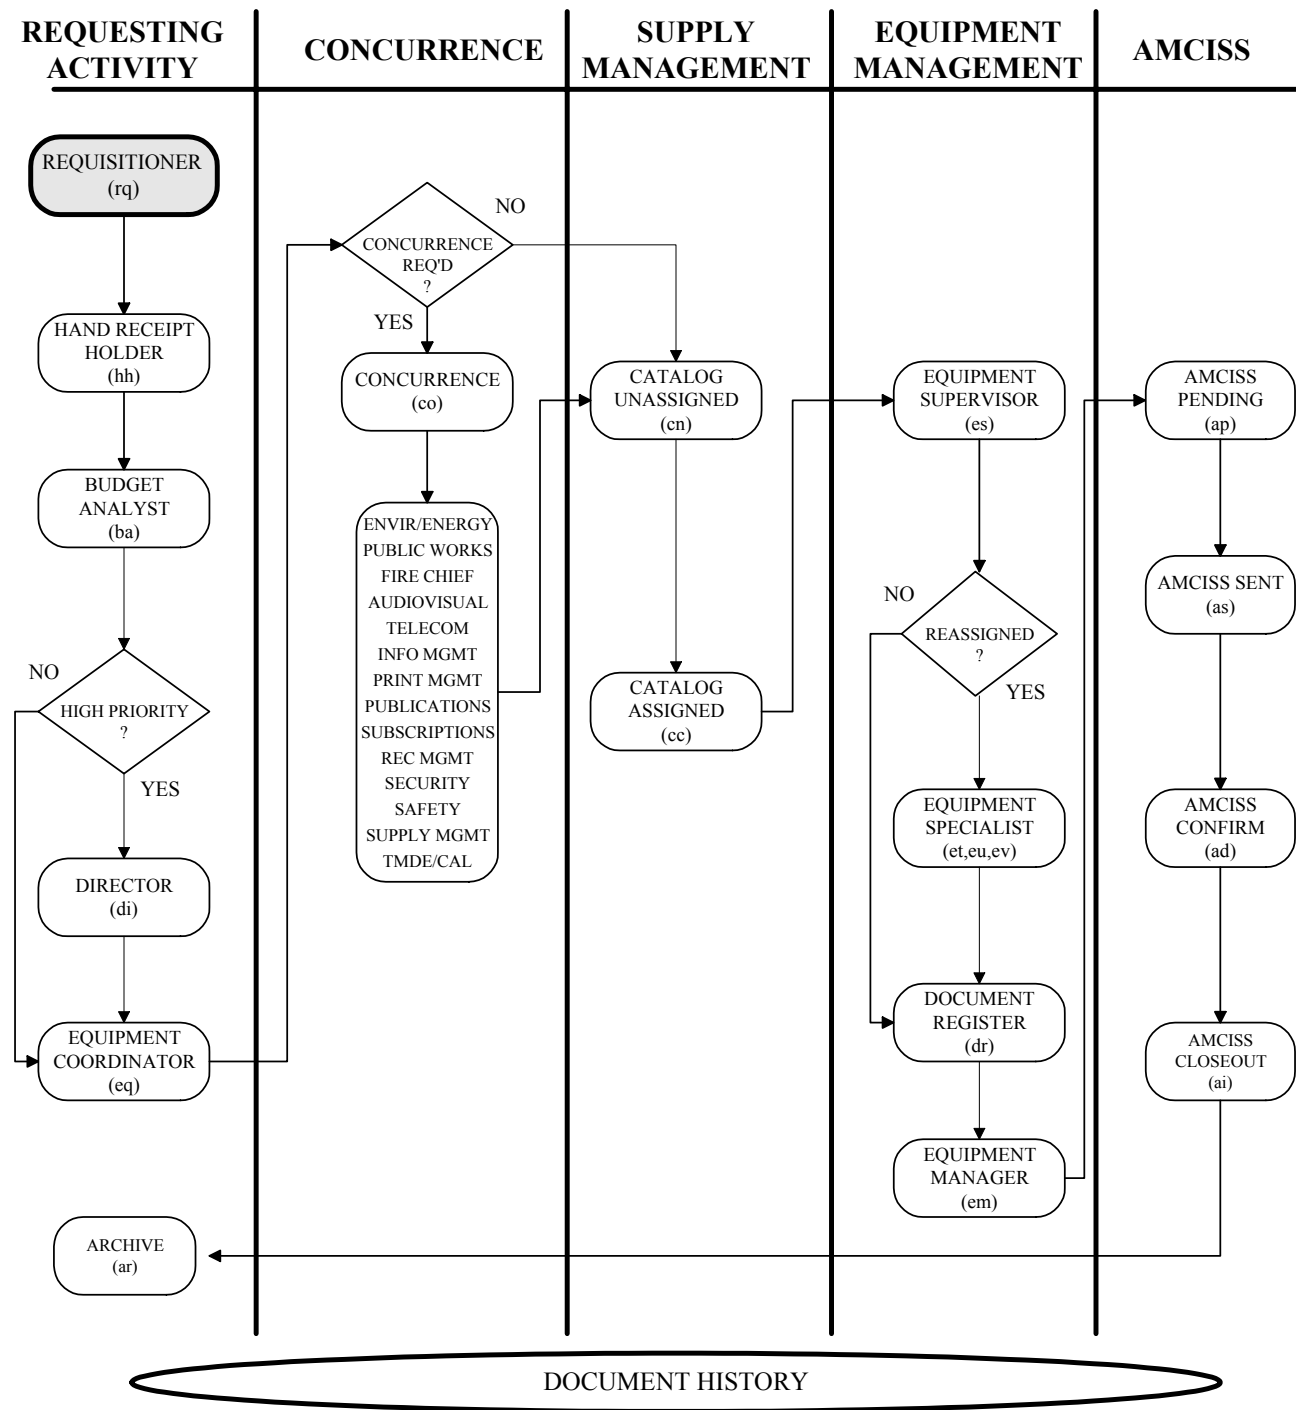 REQUESTING
ACTIVITY
CONCURRENCE
SUPPLY
MANAGEMENT
EQUIPMENT
MANAGEMENT
AMCISS
REQUISITIONER
(rq)
HAND RECEIPT
HOLDER
(hh)
BUDGET
ANALYST
(ba)
NO
HIGH PRIORITY
?
YES
DIRECTOR
(di)
EQUIPMENT
COORDINATOR
(eq)
ARCHIVE
(ar)
NO
CONCURRENCE
REQ'D
?
YES
CONCURRENCE
(co)
ENVIR/ENERGY
PUBLIC WORKS
FIRE CHIEF
AUDIOVISUAL
TELECOM
INFO MGMT
PRINT MGMT
PUBLICATIONS
SUBSCRIPTIONS
REC MGMT
SECURITY
SAFETY
SUPPLY MGMT
TMDE/CAL
CATALOG
UNASSIGNED
(cn)
CATALOG
ASSIGNED
(cc)
EQUIPMENT
SUPERVISOR
(es)
NO
REASSIGNED
?
YES
EQUIPMENT
SPECIALIST
(et,eu,ev)
DOCUMENT
REGISTER
(dr)
EQUIPMENT
MANAGER
(em)
AMCISS
PENDING
(ap)
AMCISS SENT
(as)
AMCISS
CONFIRM
(ad)
AMCISS
CLOSEOUT
(ai)
DOCUMENT HISTORY